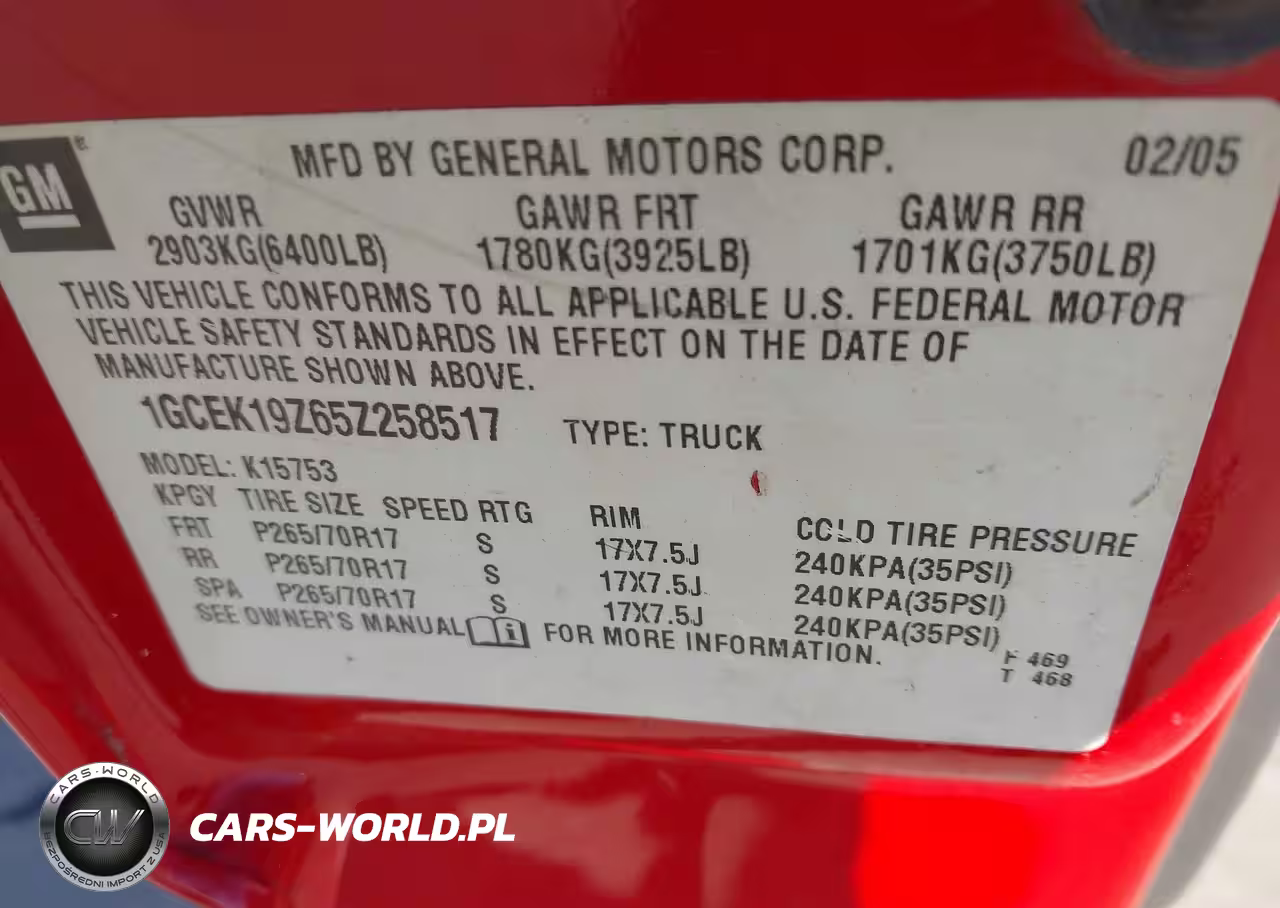 GM
MFD BY GENERAL MOTORS CORP. 02/05
GVWR GAWR FRT GAWR RR
2903KG(6400LB) 1780KG(3925LB) 1701KG(3750LB)
THIS VEHICLE CONFORMS TO ALL APPLICABLE U.S. FEDERAL MOTOR
VEHICLE SAFETY STANDARDS IN EFFECT ON THE DATE OF
MANUFACTURE SHOWN ABOVE.
1GCEK19Z65Z258517 TYPE: TRUCK
MODEL: K15753
KPGY TIRE SIZE SPEED RTG RIM COLD TIRE PRESSURE
FRT P265/70R17 S 17X7.5J 240KPA(35PSI)
RR P265/70R17 S 17X7.5J 240KPA(35PSI)
SPA P265/70R17 S 17X7.5J 240KPA(35PSI)
SEE OWNER'S MANUAL FOR MORE INFORMATION.
F 469
T 468
CARS-WORLD
CW
BEZPOŚREDNI IMPORT Z USA
CARS-WORLD.PL